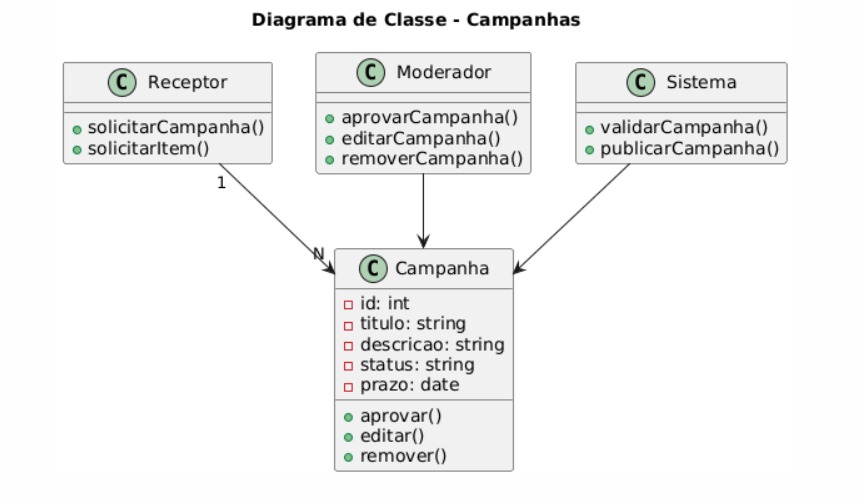 Diagrama de Classe - Campanhas
C Receptor
solicitarCampanha()
solicitarItem()
C Moderador
aprovarCampanha()
editarCampanha()
removerCampanha()
C Sistema
validarCampanha()
publicarCampanha()
1
N
C Campanha
id: int
titulo: string
descricao: string
status: string
prazo: date
aprovar()
editar()
remover()